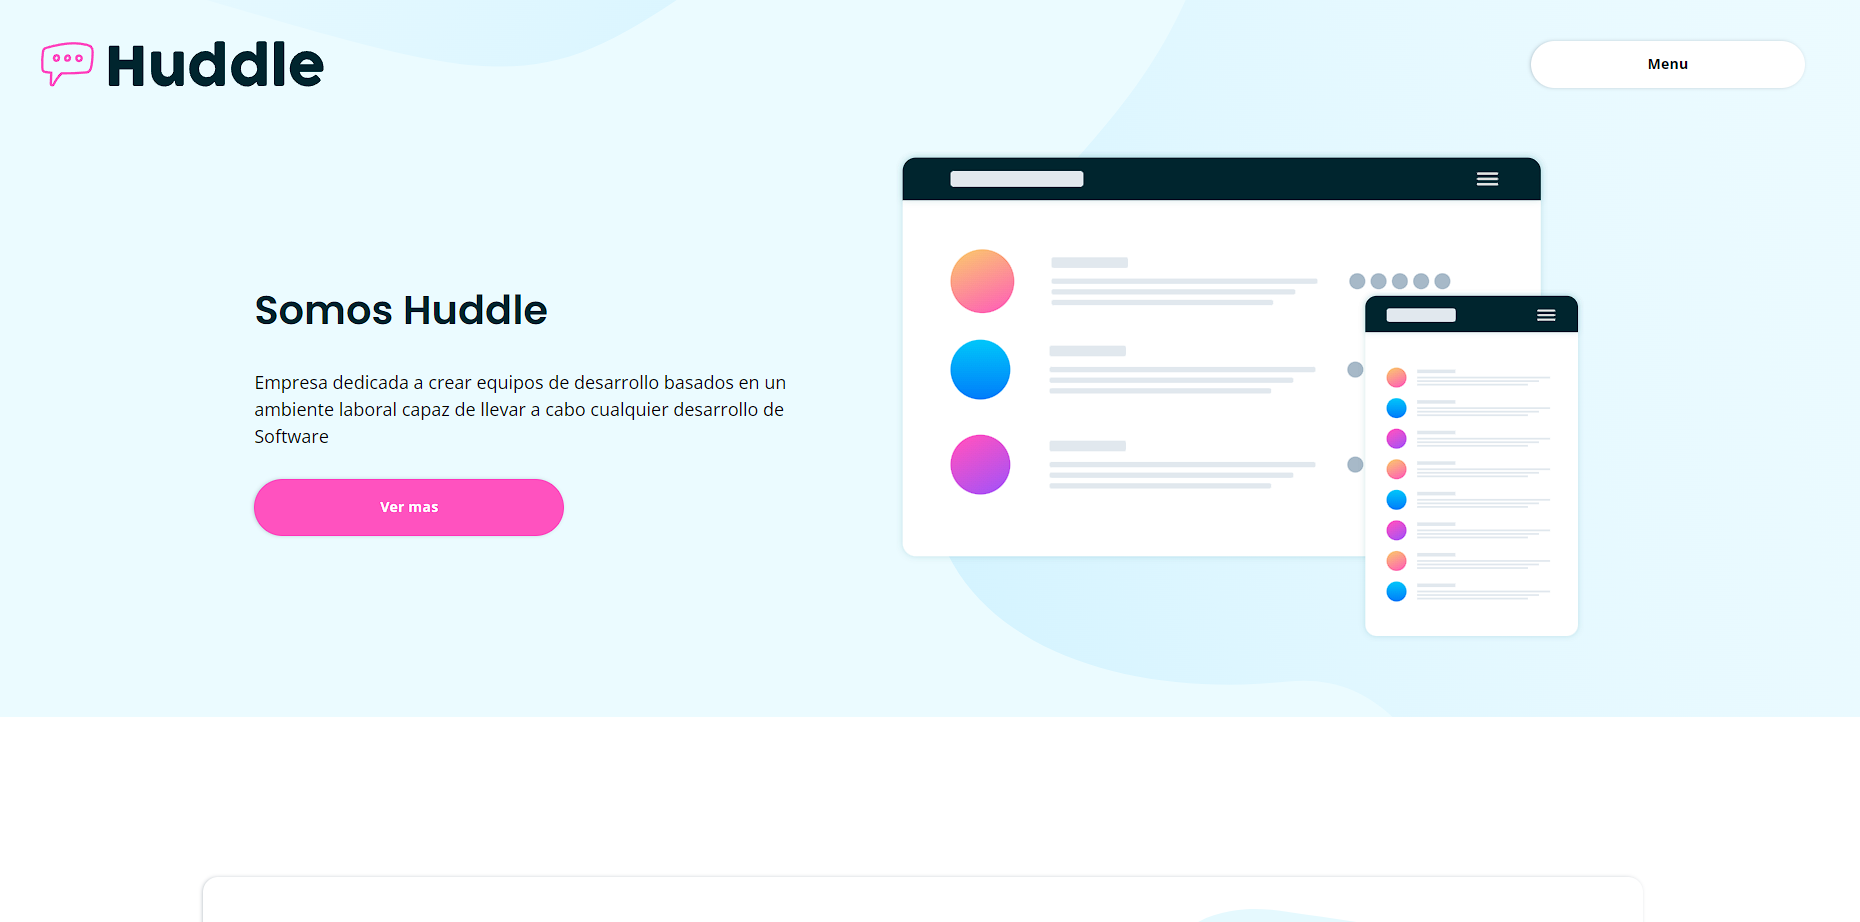 Huddle
Menu
Somos Huddle
Empresa dedicada a crear equipos de desarrollo basados en un
ambiente laboral capaz de llevar a cabo cualquier desarrollo de
Software
Ver mas